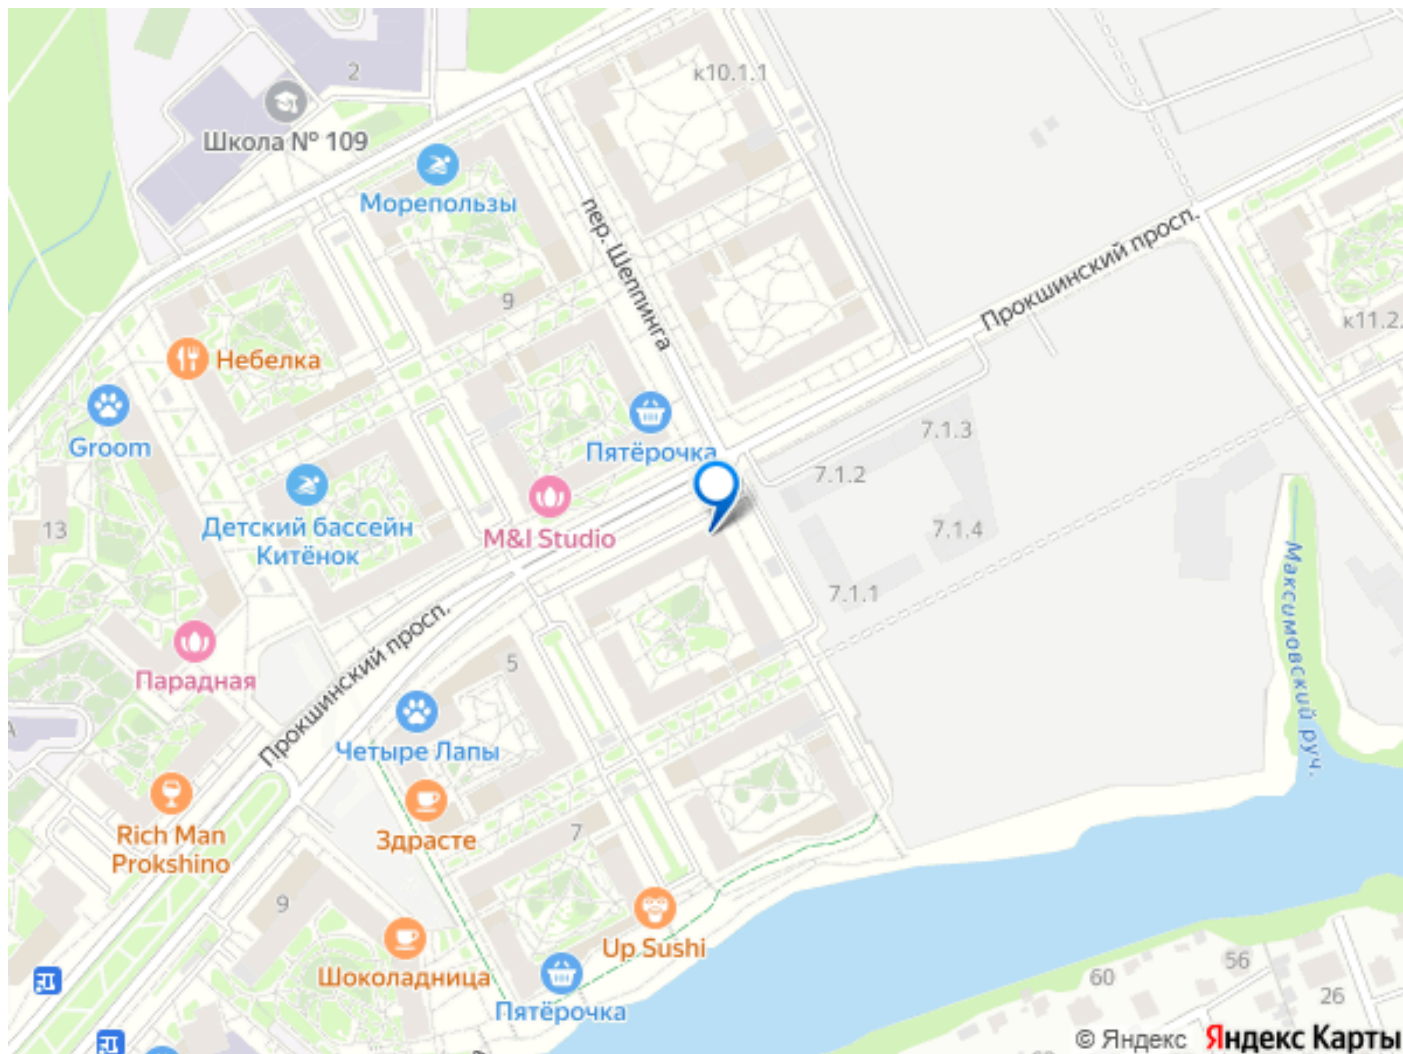 к10.1.1
2
Школа № 109
Морепользы
пер. Шеппинга
Прокшинский просп.
9
к11.2.
Небелка
Groom
Пятёрочка
7.1.3
7.1.2
M&I Studio
Детский бассейн
Китёнок
13
7.1.4
7.1.1
Максимовский руч.
Прокшинский просп.
5
Парадная
Четыре Лапы
Rich Man
Prokshino
Здрасте
7
9
Up Sushi
Шоколадница
Пятёрочка
60
56
26
© Яндекс Яндекс Карты